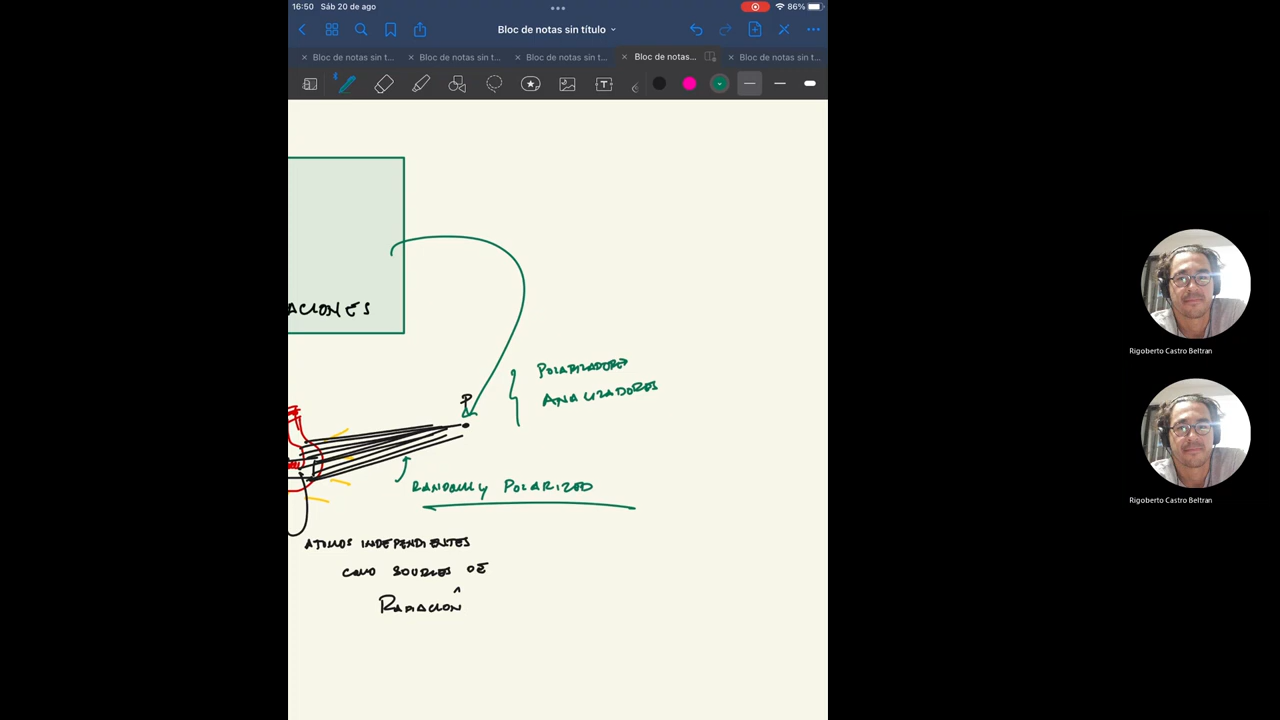 16:50 Sáb 20 de ago
86%
Bloc de notas sin título
Bloc de notas sin t...
Bloc de notas sin t...
Bloc de notas sin t...
Bloc de notas...
Bloc de notas sin t...
ACIONES
POLARIZADORES
ANALIZADORES
P
RANDOMLY POLARIZED
ATOMOS INDEPENDIENTES
COMO SOURCES DE
RADIACION
Rigoberto Castro Beltran
Rigoberto Castro Beltran